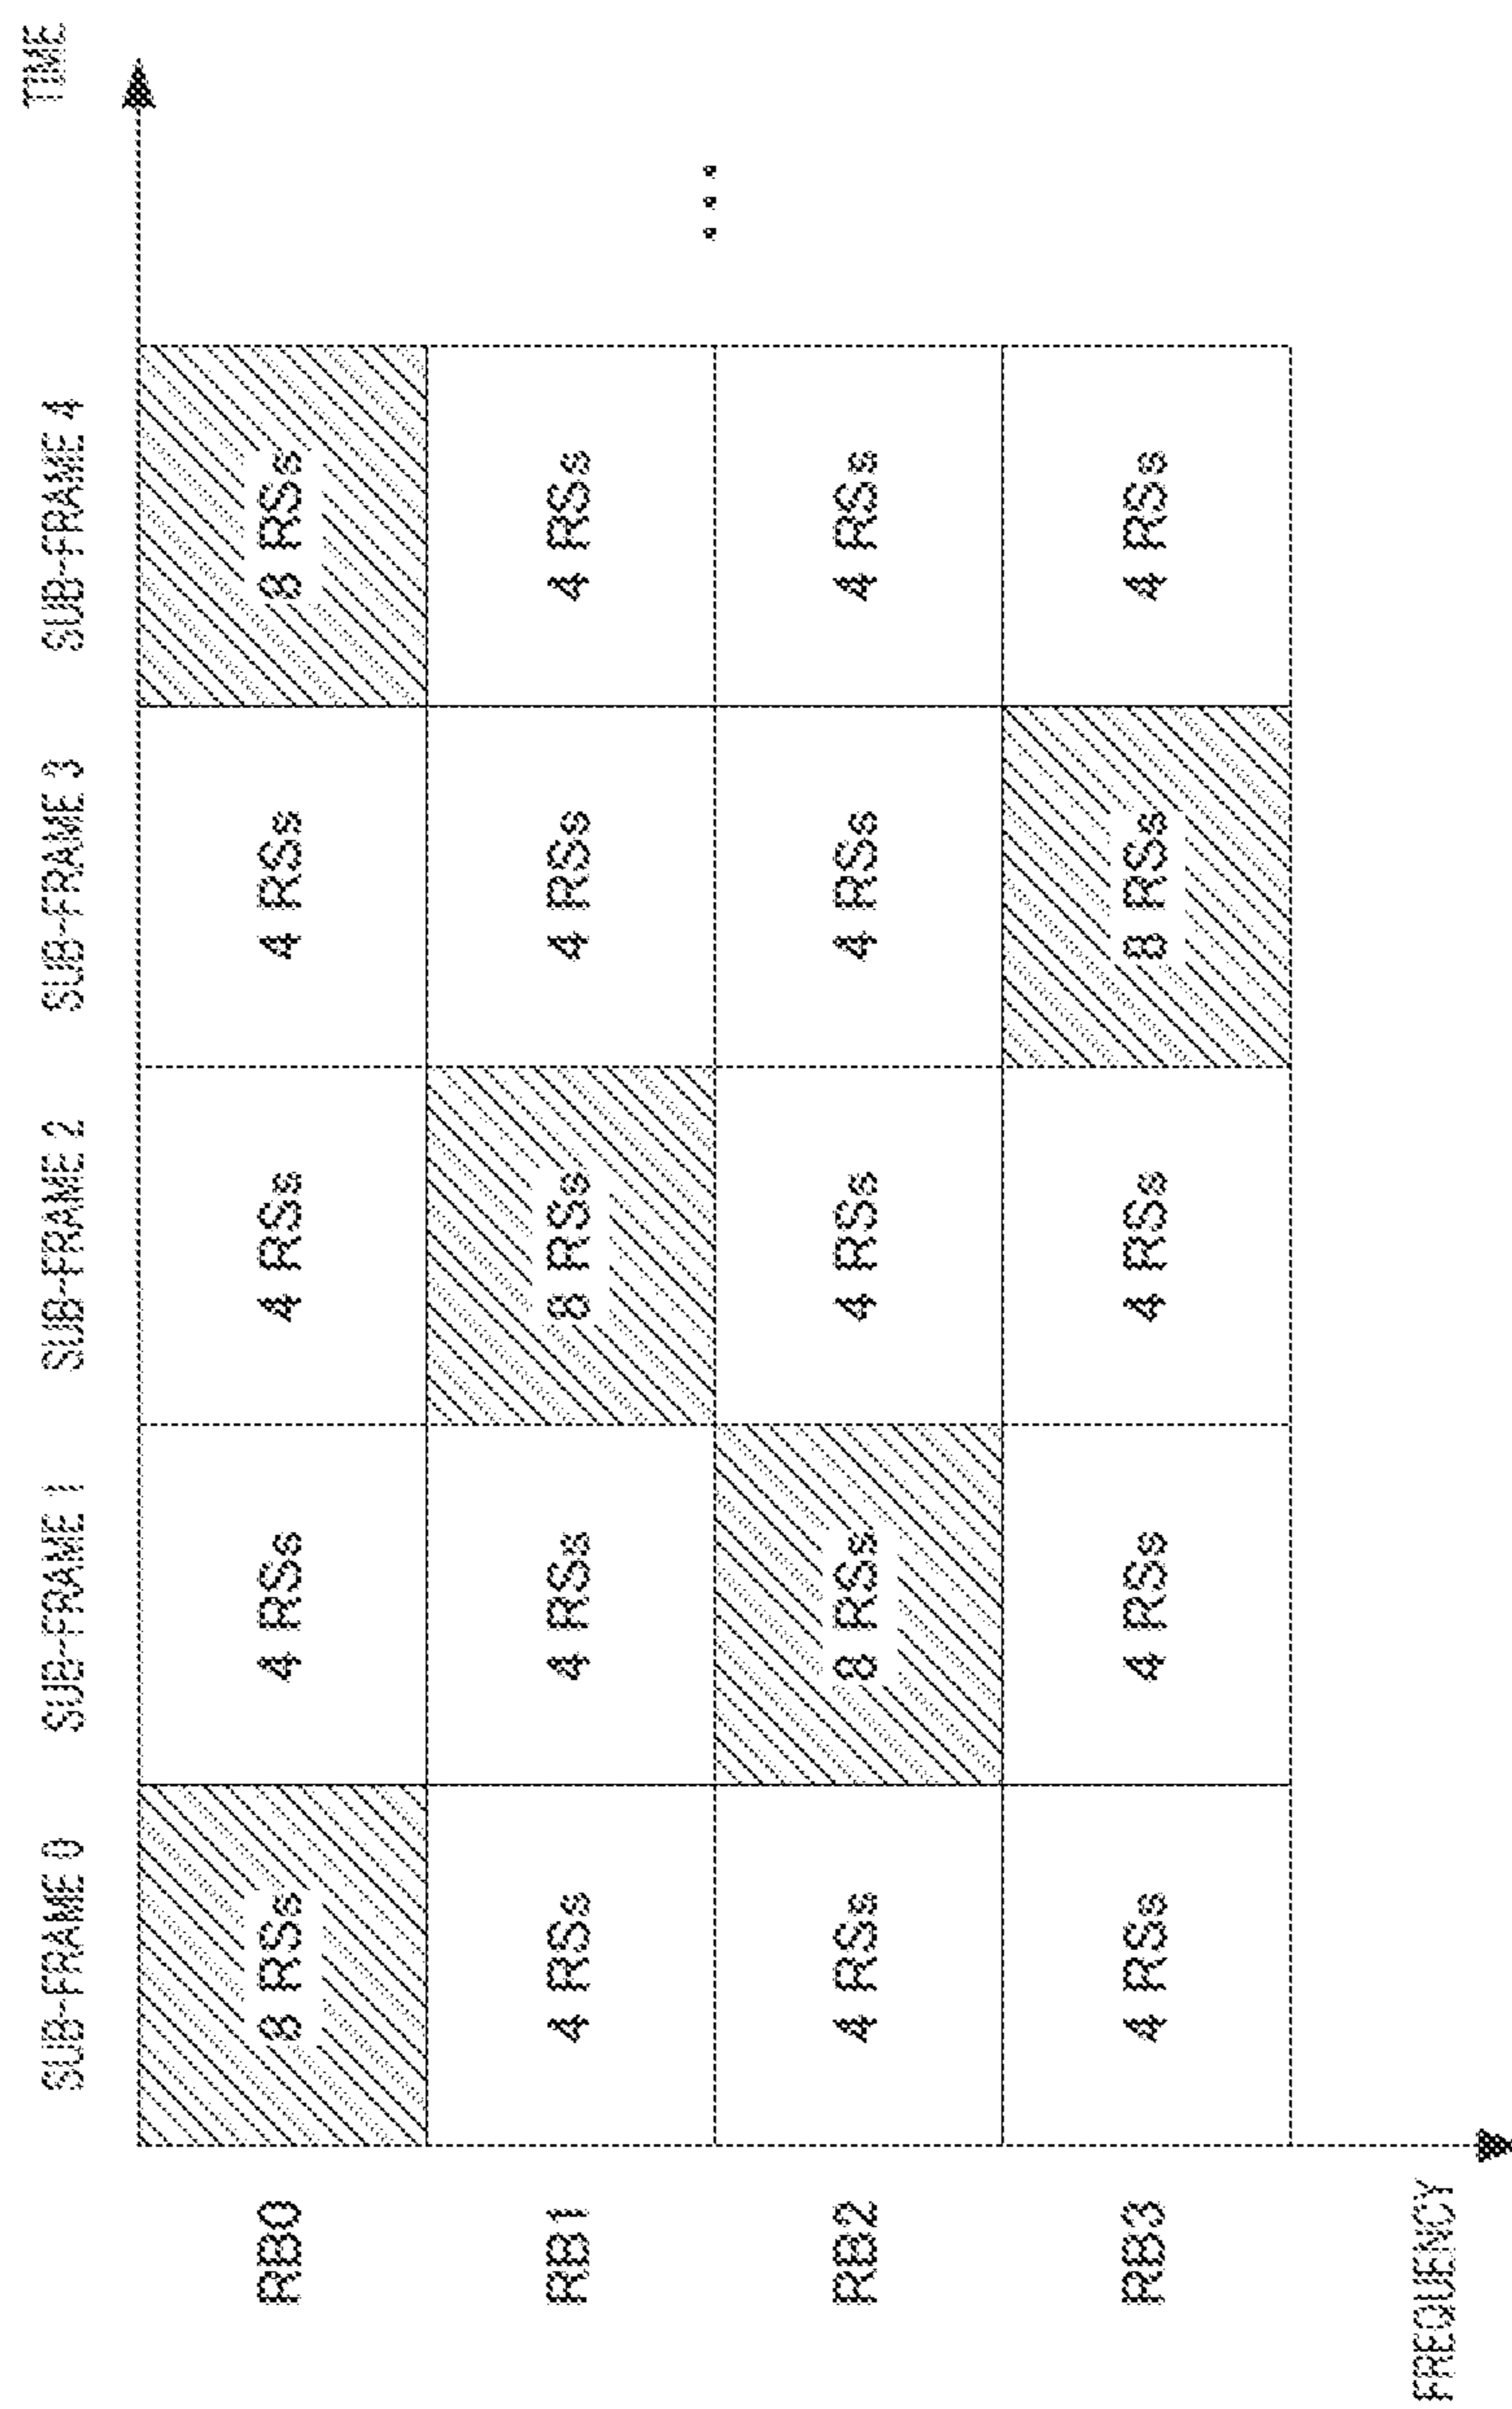 SUB-FRAME 0 SUB-FRAME 1 SUB-FRAME 2 SUB-FRAME 3 SUB-FRAME 4 TIME
RB0 8 RSs 4 RSs 4 RSs 4 RSs 8 RSs
RB1 4 RSs 4 RSs 8 RSs 4 RSs 4 RSs
...
RB2 4 RSs 8 RSs 4 RSs 4 RSs 4 RSs
RB3 4 RSs 4 RSs 4 RSs 8 RSs 4 RSs
FREQUENCY